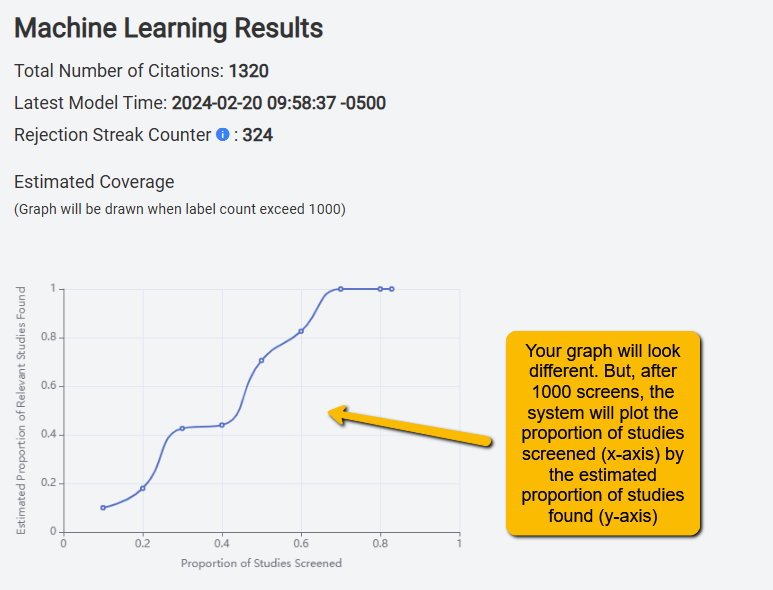 Machine Learning Results
Total Number of Citations: 1320
Latest Model Time: 2024-02-20 09:58:37 -0500
Rejection Streak Counter i : 324
Estimated Coverage
(Graph will be drawn when label count exceed 1000)
Estimated Proportion of Relevant Studies Found
1
0.8
0.6
0.4
0.2
0
0 0.2 0.4 0.6 0.8 1
Proportion of Studies Screened
Your graph will look
different. But, after
1000 screens, the
system will plot the
proportion of studies
screened (x-axis) by
the estimated
proportion of studies
found (y-axis)